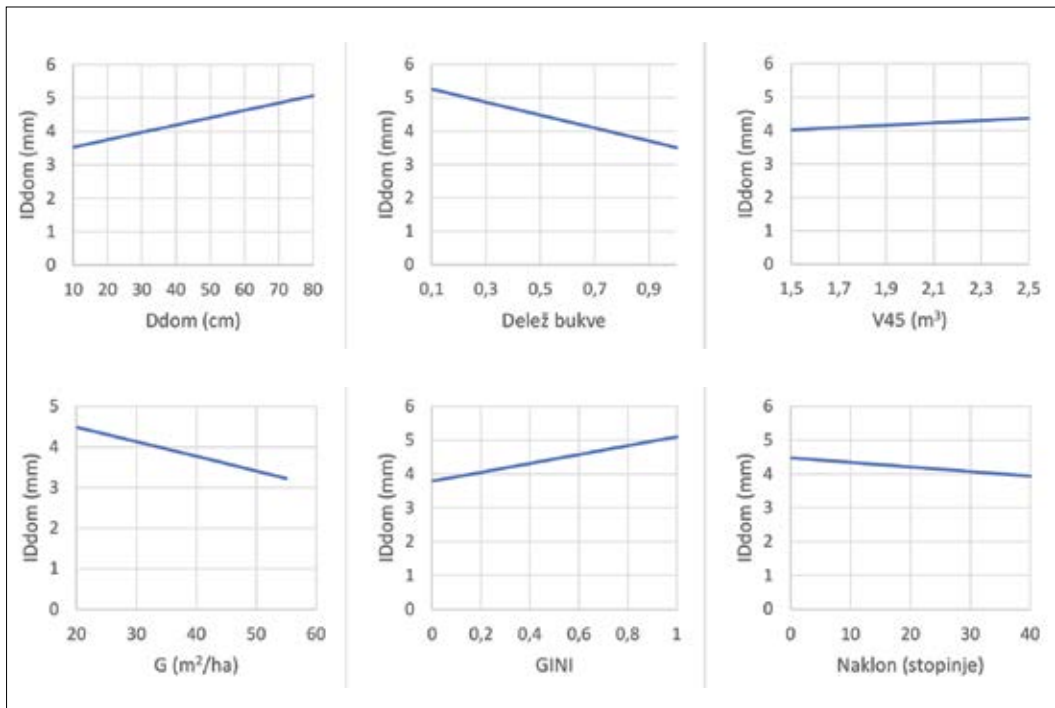 6
5
4
3
2
1
0
IDdom (mm)
10 20 30 40 50 60 70 80
Ddom (cm)
6
5
4
3
2
1
0
IDdom (mm)
0,1 0,3 0,5 0,7 0,9
Delež bukve
6
5
4
3
2
1
0
IDdom (mm)
1,5 1,7 1,9 2,1 2,3 2,5
V45 (m³)
5
4
3
2
1
0
IDdom (mm)
20 30 40 50 60
G (m²/ha)
6
5
4
3
2
1
0
IDdom (mm)
0 0,2 0,4 0,6 0,8 1
GINI
6
5
4
3
2
1
0
IDdom (mm)
0 10 20 30 40
Naklon (stopinje)